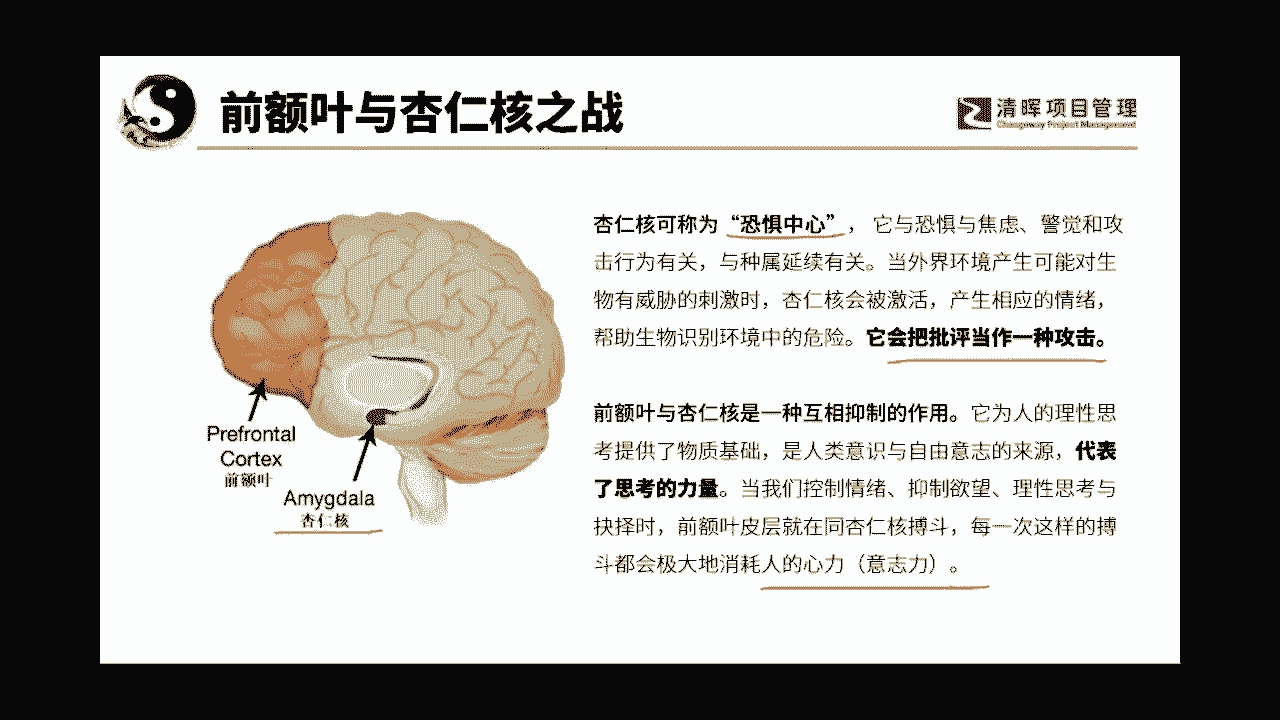 前额叶与杏仁核之战
清晖项目管理
Changeway Project Management
杏仁核可称为“恐惧中心”， 它与恐惧与焦虑、警觉和攻
击行为有关，与种属延续有关。当外界环境产生可能对生
物有威胁的刺激时，杏仁核会被激活，产生相应的情绪，
帮助生物识别环境中的危险。它会把批评当作一种攻击。
前额叶与杏仁核是一种互相抑制的作用。它为人的理性思
考提供了物质基础，是人类意识与自由意志的来源，代表
了思考的力量。当我们控制情绪、抑制欲望、理性思考与
抉择时，前额叶皮层就在同杏仁核搏斗，每一次这样的搏
斗都会极大地消耗人的心力（意志力）。
Prefrontal
Cortex
前额叶
Amygdala
杏仁核